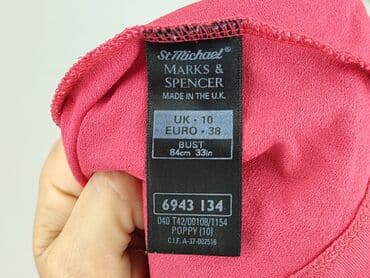 St Michael®
MARKS &
SPENCER
MADE IN THE U.K.
UK • 10
EURO • 38
BUST
84cm 33in
6943 134
040 T42/00108/1154
POPPY (10)
C.I.F. A-37-002516